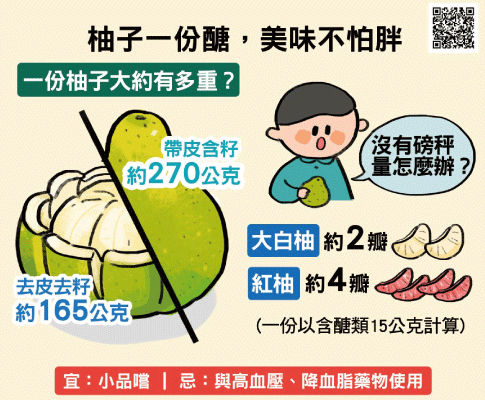 柚子一份醣，美味不怕胖
一份柚子大約有多重？
帶皮含籽
約270公克
去皮去籽
約165公克
沒有磅秤
量怎麼辦？
大白柚 約2瓣
紅柚 約4瓣
(一份以含醣類15公克計算)
宜：小品嚐 | 忌：與高血壓、降血脂藥物使用